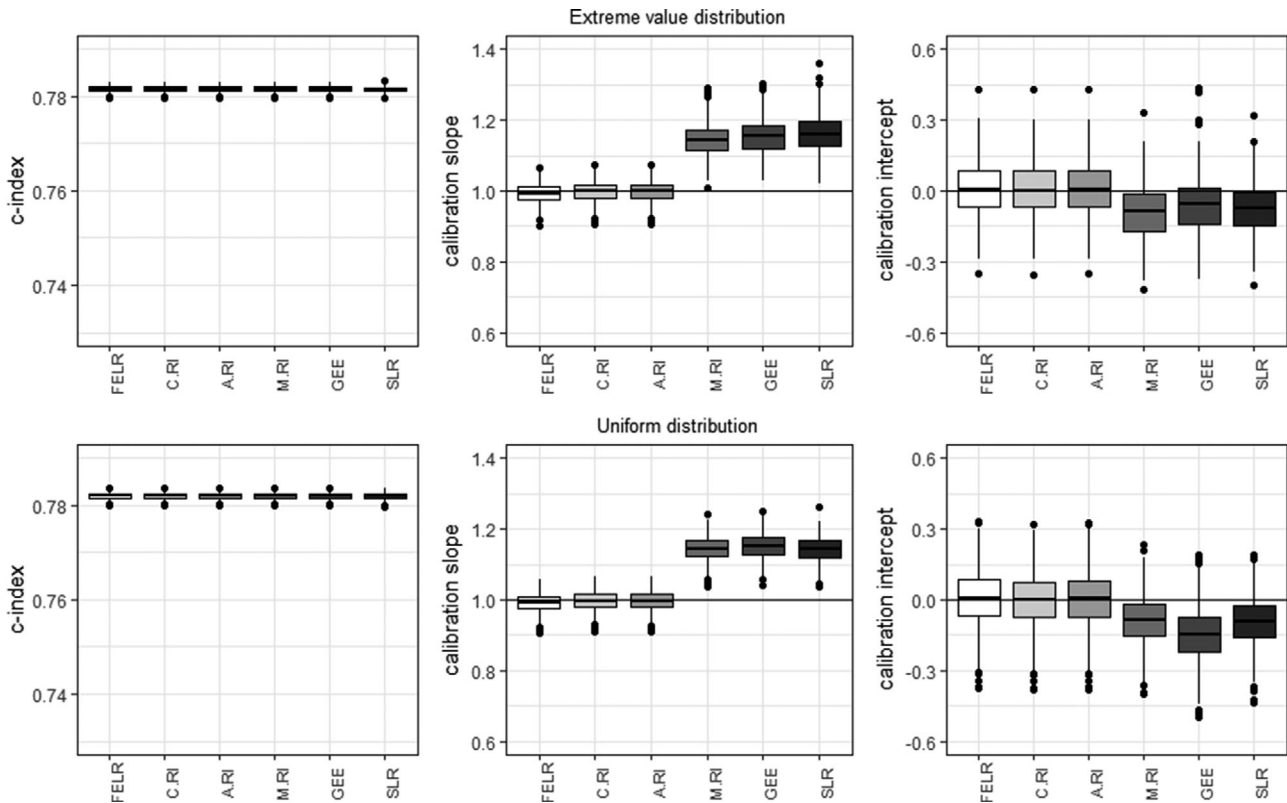 Extreme value distribution
c-index
0.78
0.76
0.74
FELR
C.RI
A.RI
M.RI
GEE
SLR
calibration slope
1.4
1.2
1.0
0.8
0.6
FELR
C.RI
A.RI
M.RI
GEE
SLR
calibration intercept
0.6
0.3
0.0
-0.3
-0.6
FELR
C.RI
A.RI
M.RI
GEE
SLR
Uniform distribution
c-index
0.78
0.76
0.74
FELR
C.RI
A.RI
M.RI
GEE
SLR
calibration slope
1.4
1.2
1.0
0.8
0.6
FELR
C.RI
A.RI
M.RI
GEE
SLR
calibration intercept
0.6
0.3
0.0
-0.3
-0.6
FELR
C.RI
A.RI
M.RI
GEE
SLR